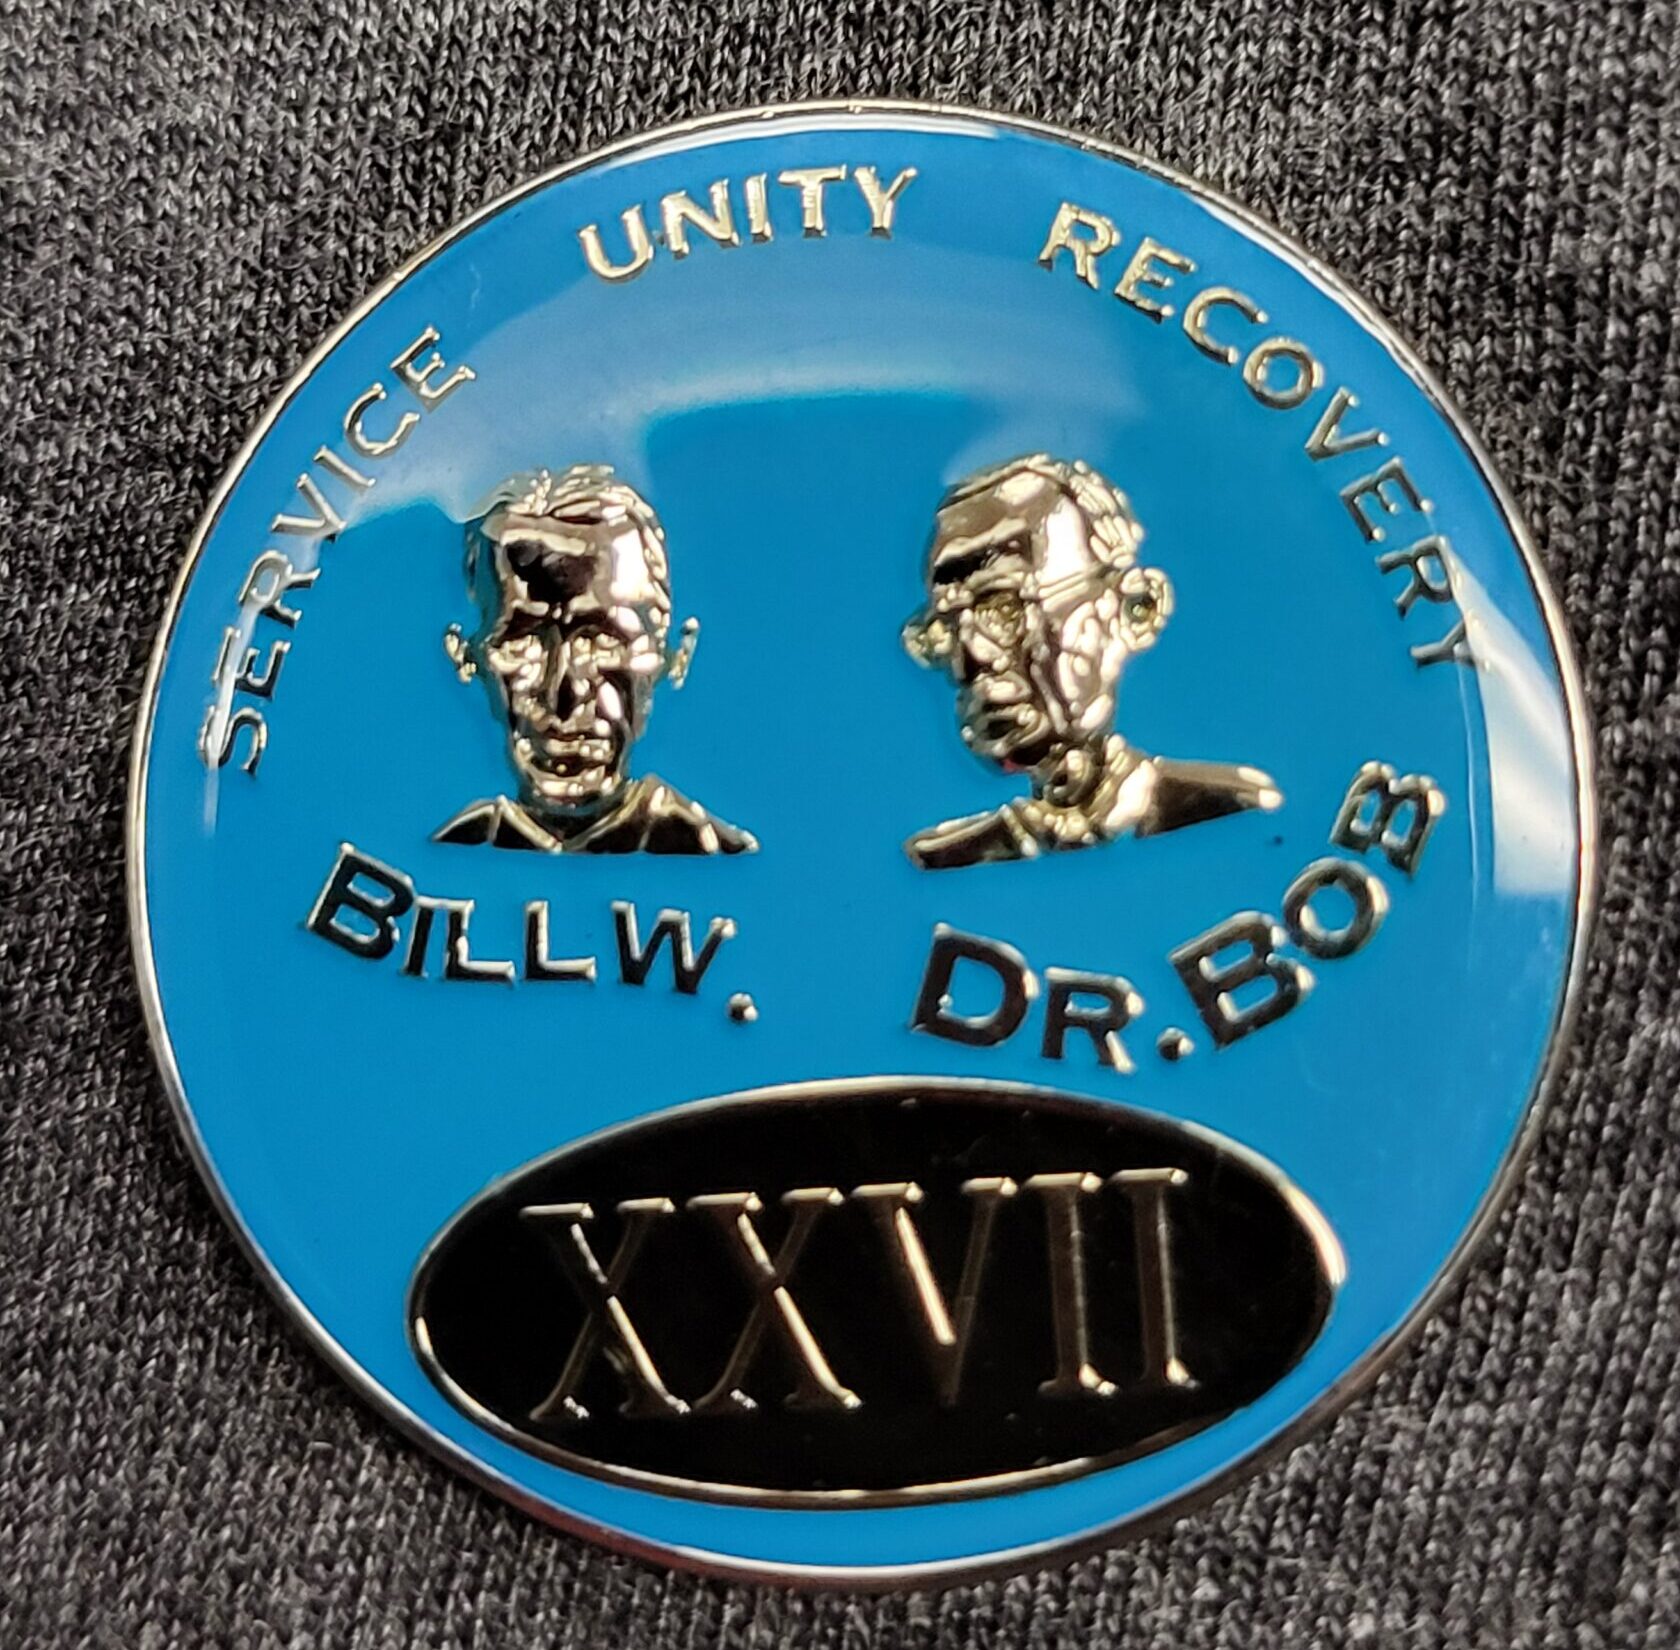 SERVICE UNITY RECOVERY
BILL W.
DR. BOB
XXVII